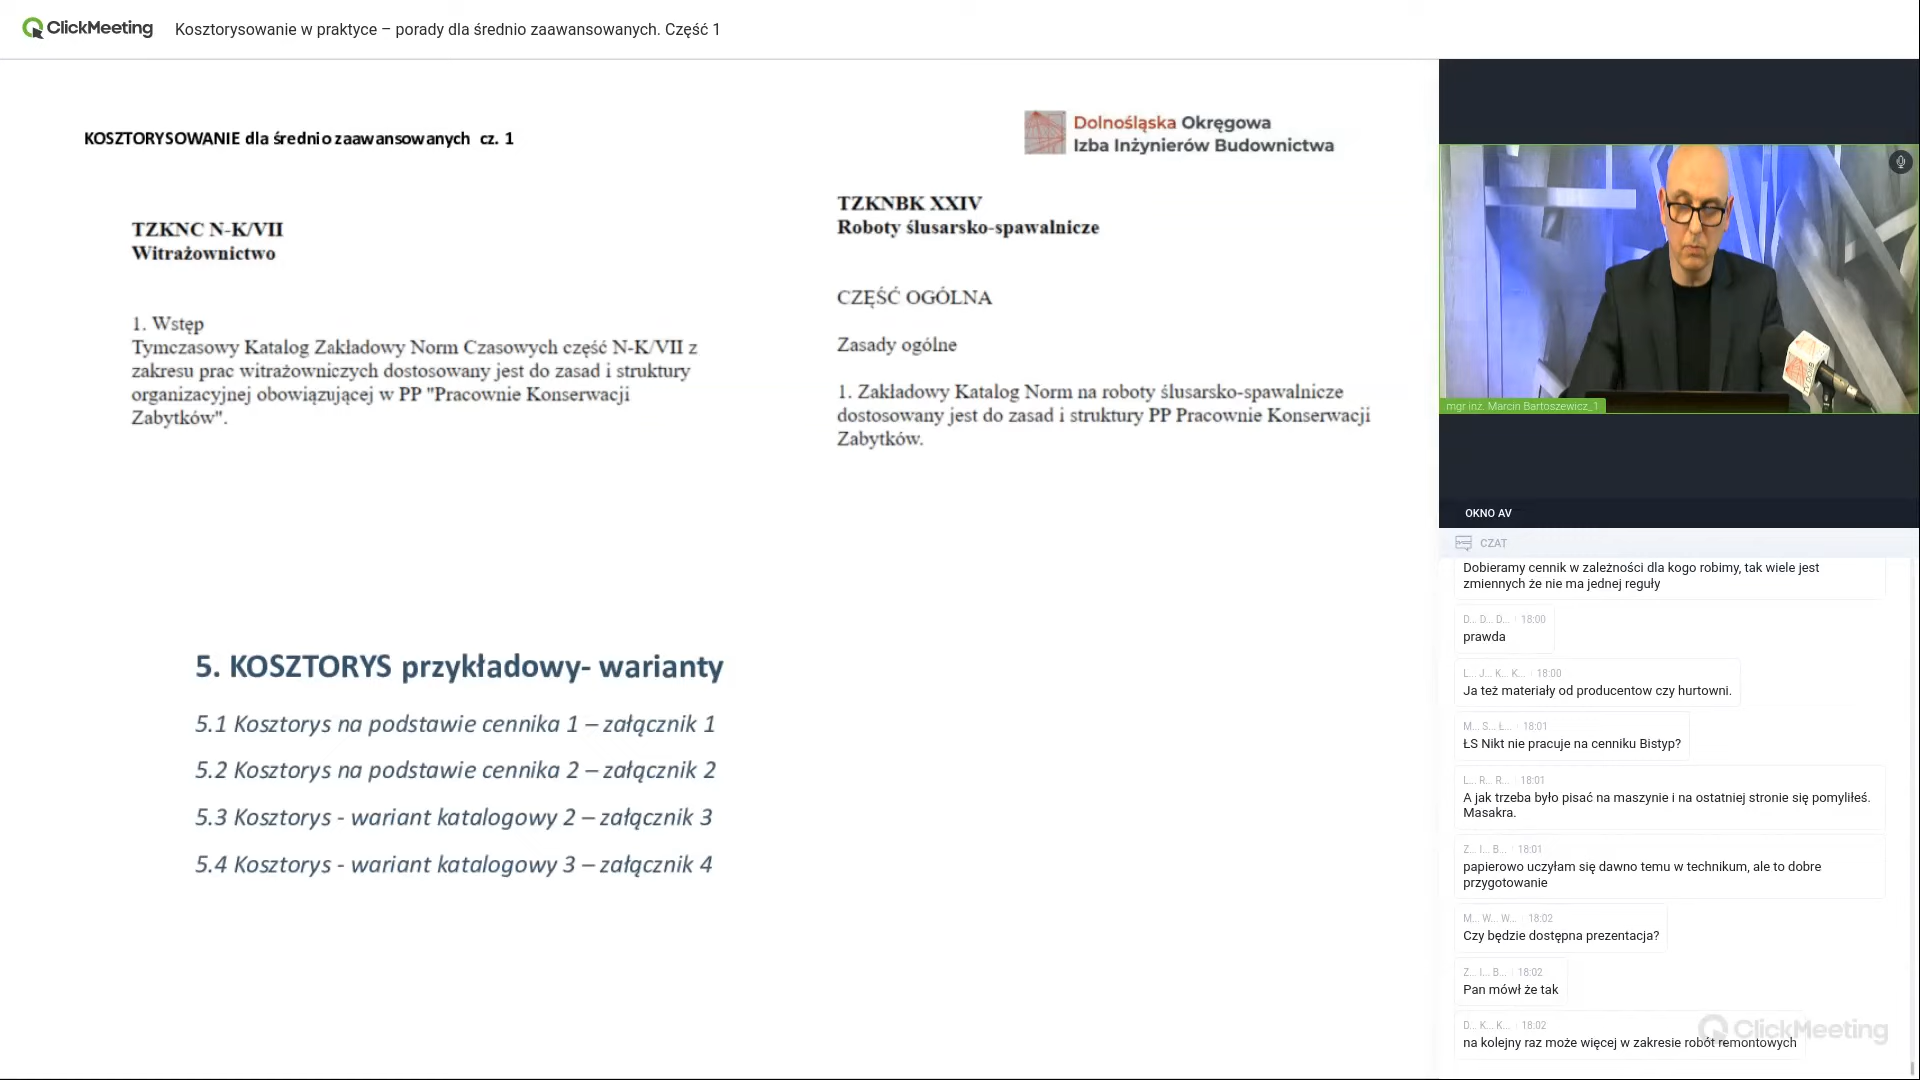 ClickMeeting
Kosztorysowanie w praktyce – porady dla średnio zaawansowanych. Część 1
KOSZTORYSOWANIE dla średnio zaawansowanych cz. 1
Dolnośląska Okręgowa
Izba Inżynierów Budownictwa
TZKNC N-K/VII
Witrażownictwo
1. Wstęp
Tymczasowy Katalog Zakładowy Norm Czasowych część N-K/VII z
zakresu prac witrażowniczych dostosowany jest do zasad i struktury
organizacyjnej obowiązującej w PP "Pracownie Konserwacji
Zabytków".
TZKNBK XXIV
Roboty ślusarsko-spawalnicze
CZĘŚĆ OGÓLNA
Zasady ogólne
1. Zakładowy Katalog Norm na roboty ślusarsko-spawalnicze
dostosowany jest do zasad i struktury PP Pracownie Konserwacji
Zabytków.
5. KOSZTORYS przykładowy- warianty
5.1 Kosztorys na podstawie cennika 1 – załącznik 1
5.2 Kosztorys na podstawie cennika 2 – załącznik 2
5.3 Kosztorys - wariant katalogowy 2 – załącznik 3
5.4 Kosztorys - wariant katalogowy 3 – załącznik 4
mgr inż. Marcin Bartoszewicz_1
OKNO AV
CZAT
Dobieramy cennik w zależności dla kogo robimy, tak wiele jest
zmiennych że nie ma jednej reguły
D... D... D... 18:00
prawda
L... J... K... K... 18:00
Ja też materiały od producentow czy hurtowni.
M... S... Ł... 18:01
ŁS Nikt nie pracuje na cenniku Bistyp?
L... R... R... 18:01
A jak trzeba było pisać na maszynie i na ostatniej stronie się pomyliłeś.
Masakra.
Z... I... B... 18:01
papierowo uczyłam się dawno temu w technikum, ale to dobre
przygotowanie
M... W... W... 18:02
Czy będzie dostępna prezentacja?
Z... I... B... 18:02
Pan mówł że tak
D... K... K... 18:02
na kolejny raz może więcej w zakresie robót remontowych
ClickMeeting